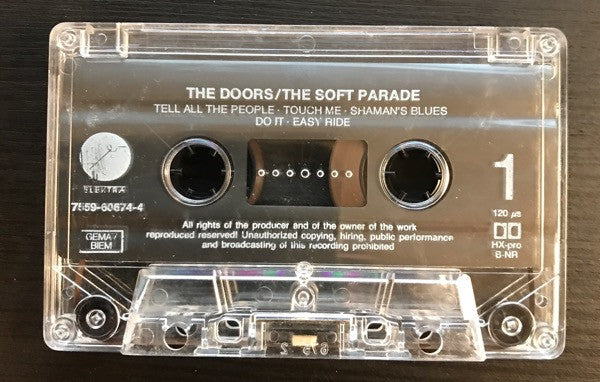 THE DOORS/THE SOFT PARADE
TELL ALL THE PEOPLE · TOUCH ME · SHAMAN'S BLUES
DO IT · EASY RIDE
ELEKTRA
7559-60674-4
GEMA/
BIEM
1
120 µs
HX-pro
B-NR
All rights of the producer and of the owner of the work
reproduced reserved! Unauthorized copying, hiring, public performance
and broadcasting of this recording prohibited